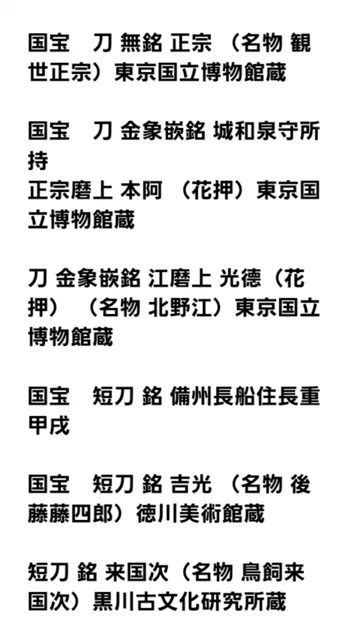 国宝　刀 無銘 正宗 （名物 観
世正宗）東京国立博物館蔵
国宝　刀 金象嵌銘 城和泉守所
持
正宗磨上 本阿 （花押）東京国
立博物館蔵
刀 金象嵌銘 江磨上 光徳（花
押） （名物 北野江）東京国立
博物館蔵
国宝　短刀 銘 備州長船住長重
甲戌
国宝　短刀 銘 吉光 （名物 後
藤藤四郎）徳川美術館蔵
短刀 銘 来国次（名物 鳥飼来
国次）黒川古文化研究所蔵